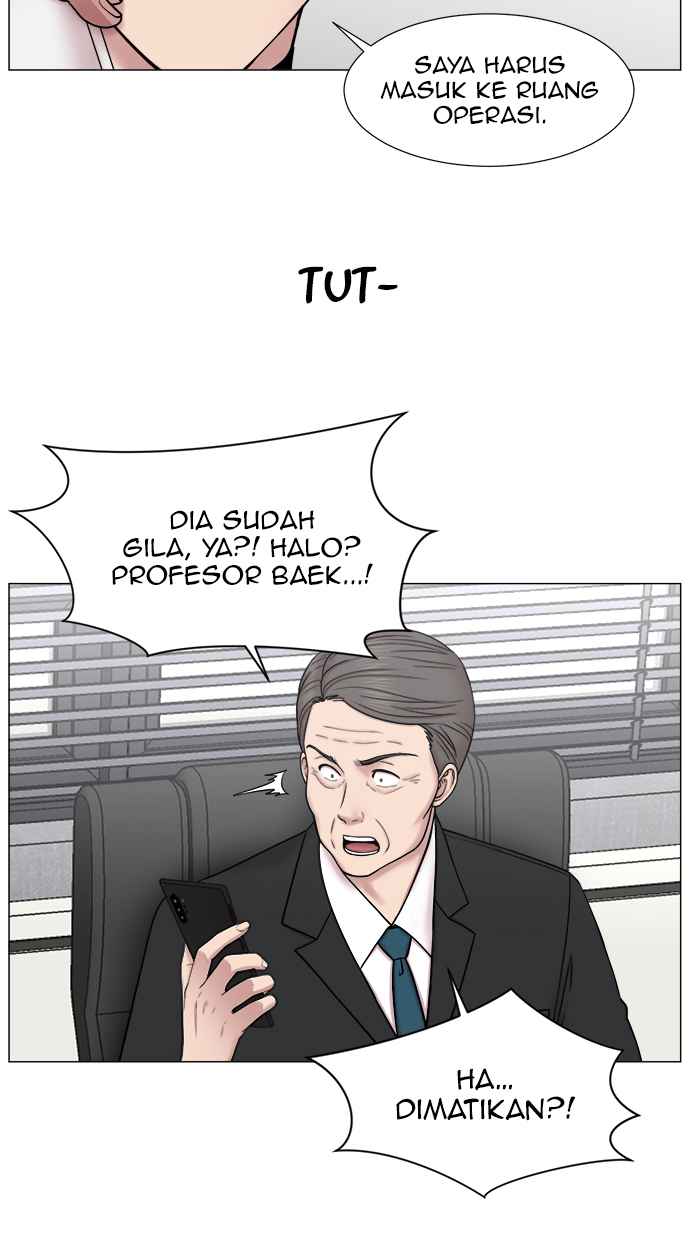 SAYA HARUS
MASUK KE RUANG
OPERASI.
TUT-
DIA SUDAH
GILA, YA?! HALO?
PROFESOR BAEK...!
HA...
DIMATIKAN?!